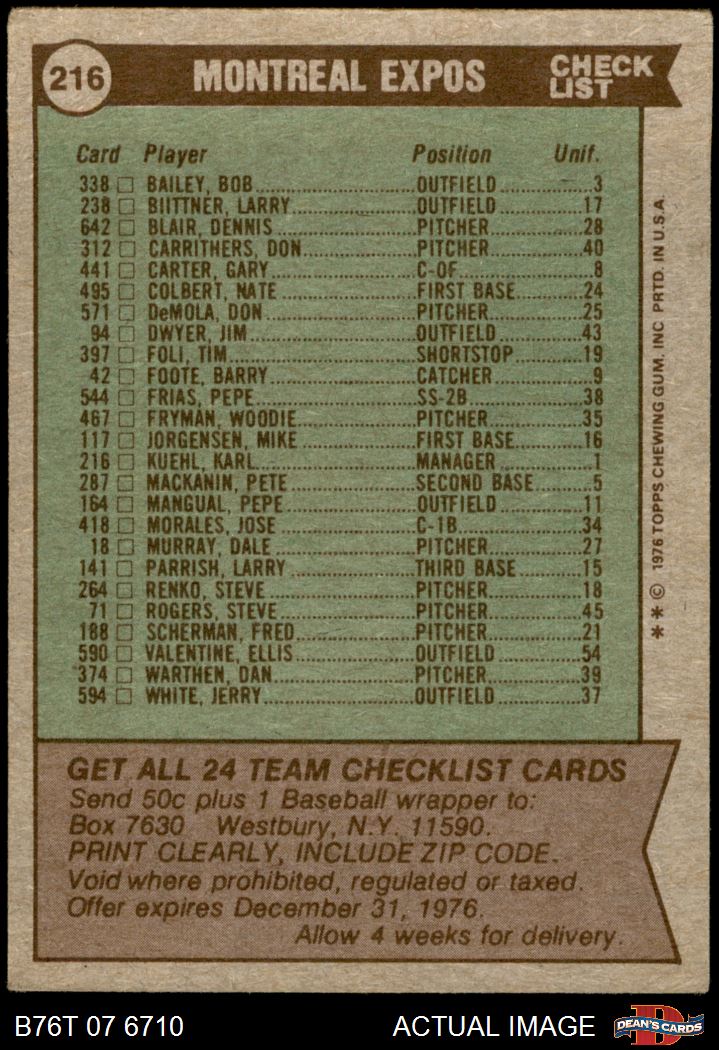 216 MONTREAL EXPOS CHECK LIST
Card Player Position Unif.
338 □ BAILEY, BOB OUTFIELD 3
238 □ BIITTNER, LARRY OUTFIELD 17
642 □ BLAIR, DENNIS PITCHER 28
312 □ CARRITHERS, DON PITCHER 40
441 □ CARTER, GARY C-OF 8
495 □ COLBERT, NATE FIRST BASE 24
571 □ DeMOLA, DON PITCHER 25
94 □ DWYER, JIM OUTFIELD 43
397 □ FOLI, TIM SHORTSTOP 19
42 □ FOOTE, BARRY CATCHER 9
544 □ FRIAS, PEPE SS-2B 38
467 □ FRYMAN, WOODIE PITCHER 35
117 □ JORGENSEN, MIKE FIRST BASE 16
216 □ KUEHL, KARL MANAGER 1
287 □ MACKANIN, PETE SECOND BASE 5
164 □ MANGUAL, PEPE OUTFIELD 11
418 □ MORALES, JOSE C-1B 34
18 □ MURRAY, DALE PITCHER 27
141 □ PARRISH, LARRY THIRD BASE 15
264 □ RENKO, STEVE PITCHER 18
71 □ ROGERS, STEVE PITCHER 45
188 □ SCHERMAN, FRED PITCHER 21
590 □ VALENTINE, ELLIS OUTFIELD 54
374 □ WARTHEN, DAN PITCHER 39
594 □ WHITE, JERRY OUTFIELD 37
* * © 1976 TOPPS CHEWING GUM, INC PRTD. IN U.S.A.
GET ALL 24 TEAM CHECKLIST CARDS
Send 50c plus 1 Baseball wrapper to:
Box 7630 Westbury, N.Y. 11590.
PRINT CLEARLY, INCLUDE ZIP CODE.
Void where prohibited, regulated or taxed.
Offer expires December 31, 1976.
Allow 4 weeks for delivery.
B76T 07 6710 ACTUAL IMAGE D DEAN'S CARDS